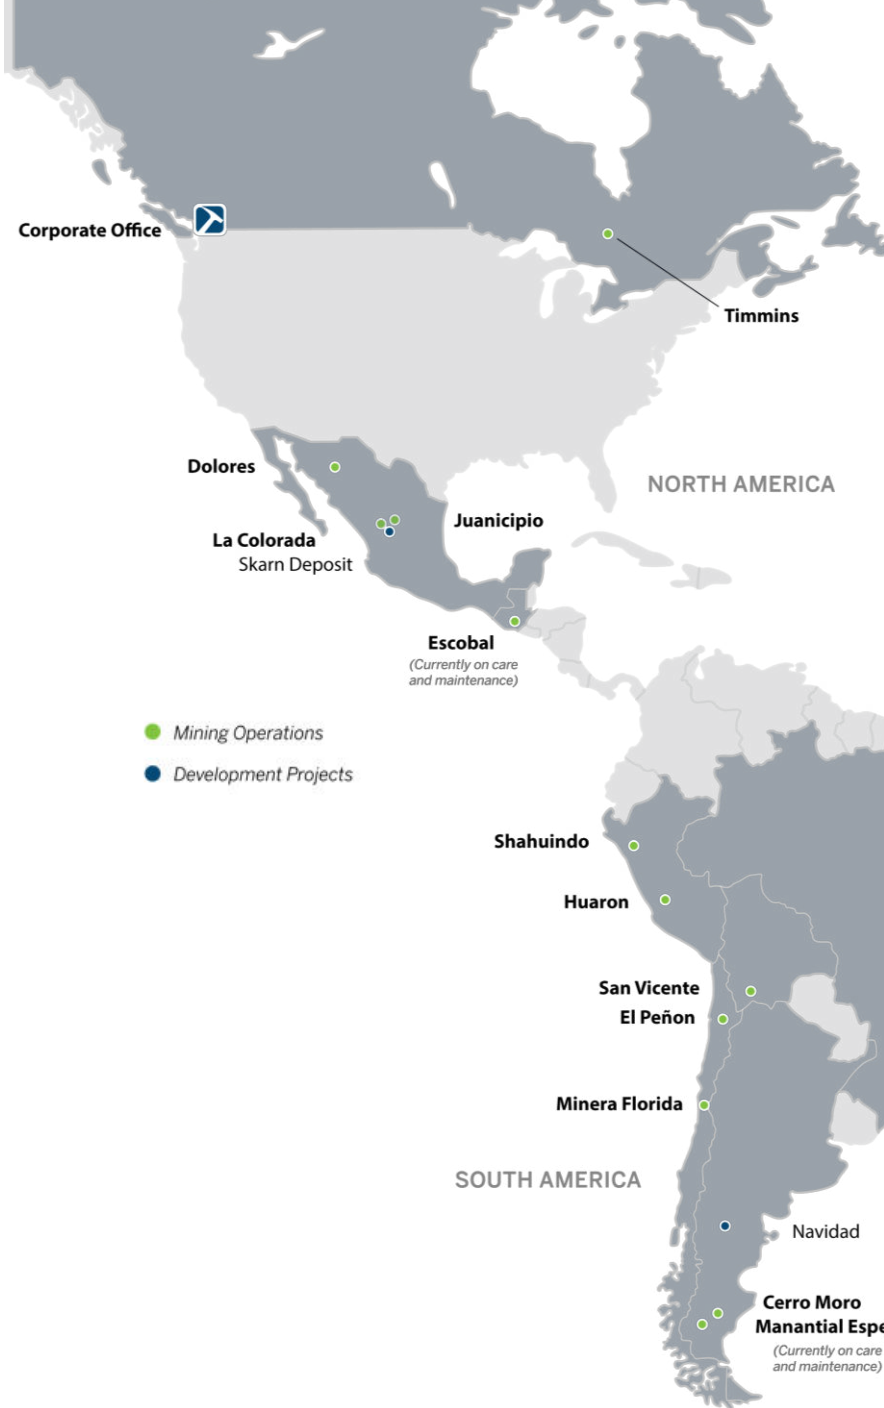 Corporate Office
Timmins
Dolores
NORTH AMERICA
Juanicipio
La Colorada
Skarn Deposit
Escobal
(Currently on care
and maintenance)
Mining Operations
Development Projects
Shahuindo
Huaron
San Vicente
El Peñon
Minera Florida
SOUTH AMERICA
Navidad
Cerro Moro
Manantial Espe
(Currently on care
and maintenance)